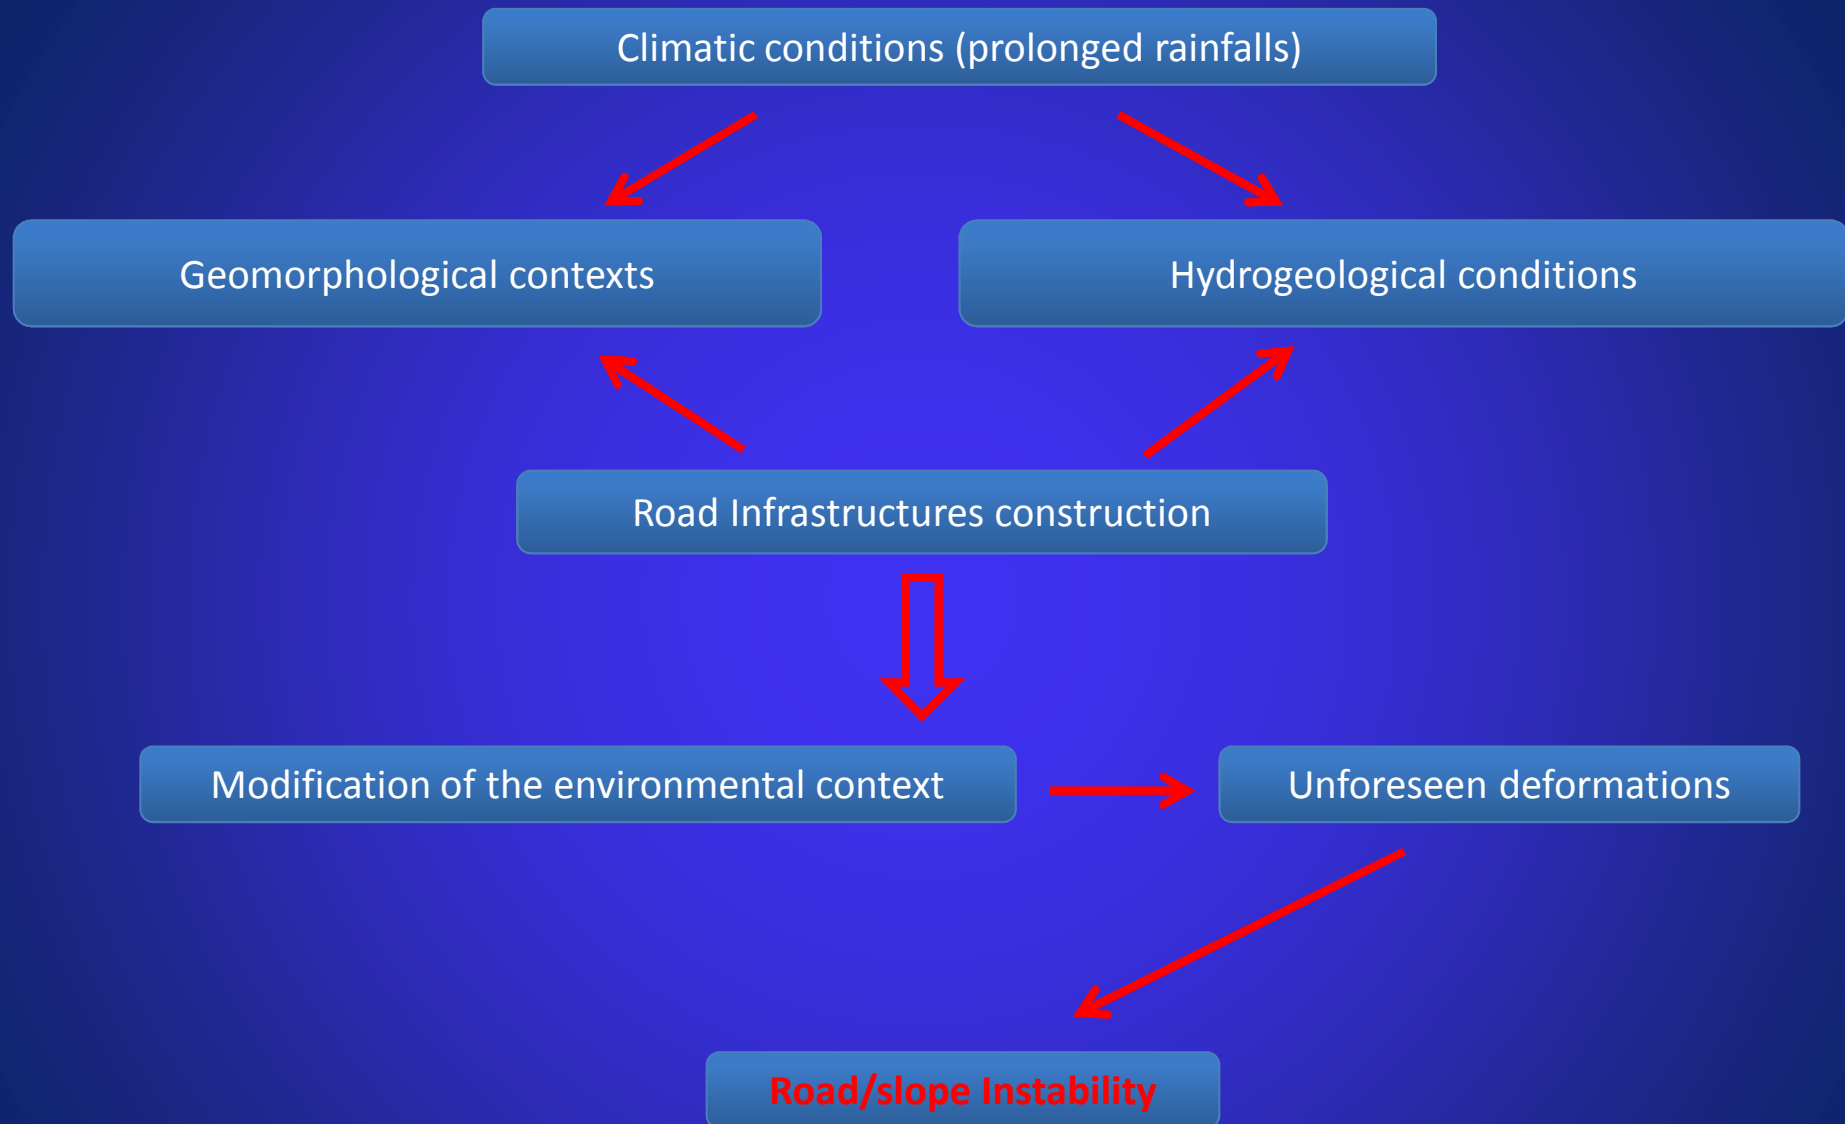 Climatic conditions (prolonged rainfalls)
Geomorphological contexts
Hydrogeological conditions
Road Infrastructures construction
Modification of the environmental context
Unforeseen deformations
Road/slope Instability